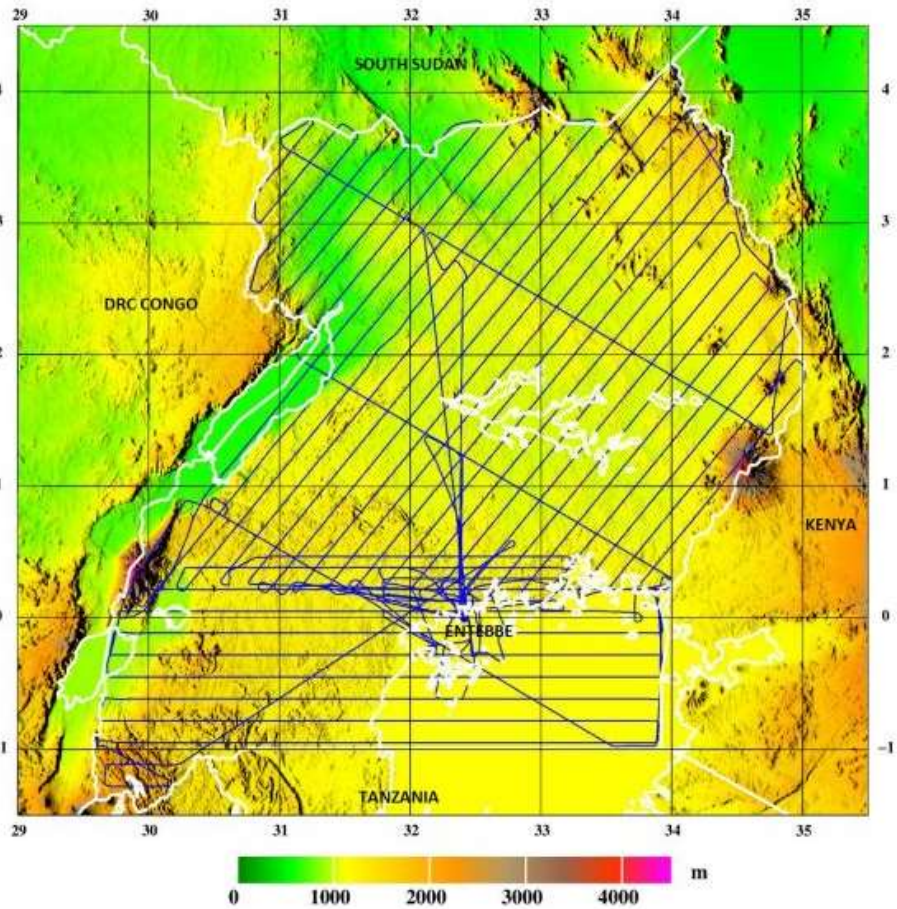 29 30 31 32 33 34 35
SOUTH SUDAN
4 4
3 3
DRC CONGO
2 2
1 1
KENYA
0 0
ENTEBBE
1 −1
TANZANIA
29 30 31 32 33 34 35
m
0 1000 2000 3000 4000